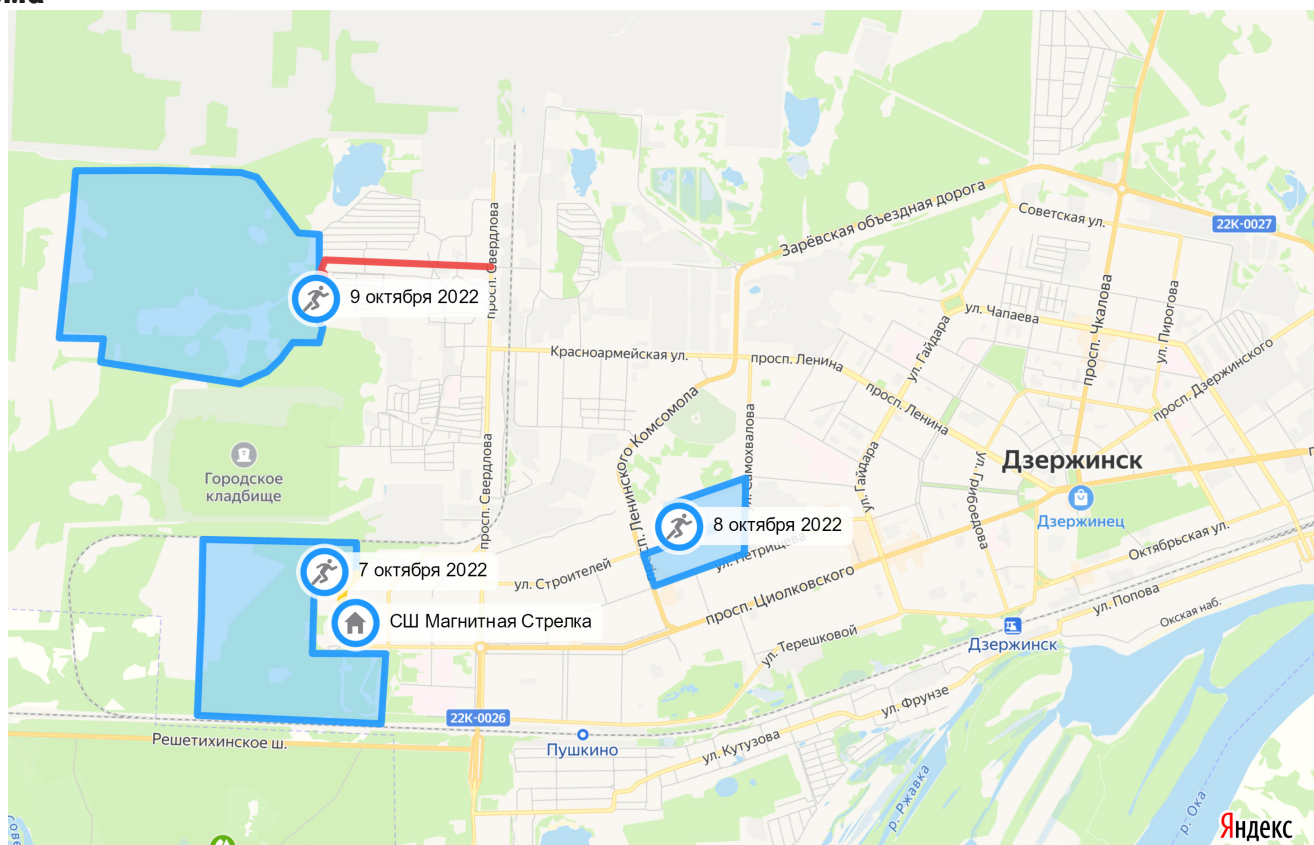 Зарёвская объездная дорога
Советская ул.
22К-0027
просп. Свердлова
9 октября 2022
ул. Чапаева
просп. Чкалова
ул. Пирогова
ул. Гайдара
Красноармейская ул.
просп. Ленина
просп. Ленина
просп. Дзержинского
Ленинского Комсомола
ул. Самохвалова
просп. Свердлова
Городское
кладбище
ул. Гайдара
ул. Грибоедова
Дзержинск
Дзержинец
8 октября 2022
ул. Петрищева
Октябрьская ул.
7 октября 2022
ул. Строителей
просп. Циолковского
ул. Попова
Окская наб.
СШ Магнитная Стрелка
ул. Терешковой
Дзержинск
22К-0026
ул. Фрунзе
Решетихинское ш.
Пушкино
ул. Кутузова
р. Ржавка
р. Ока
Яндекс